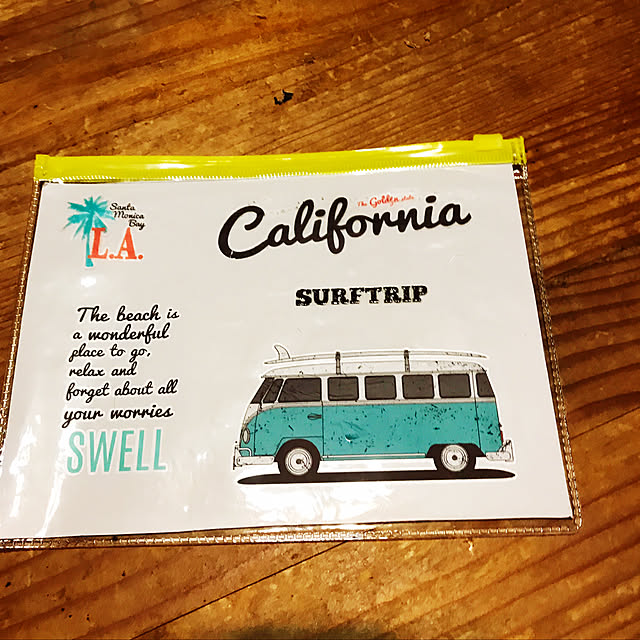 Santa
Monica
Bay
L.A.
The Golden state
California
SURFTRIP
The beach is
a wonderful
place to go,
relax and
forget about all
your worries
SWELL